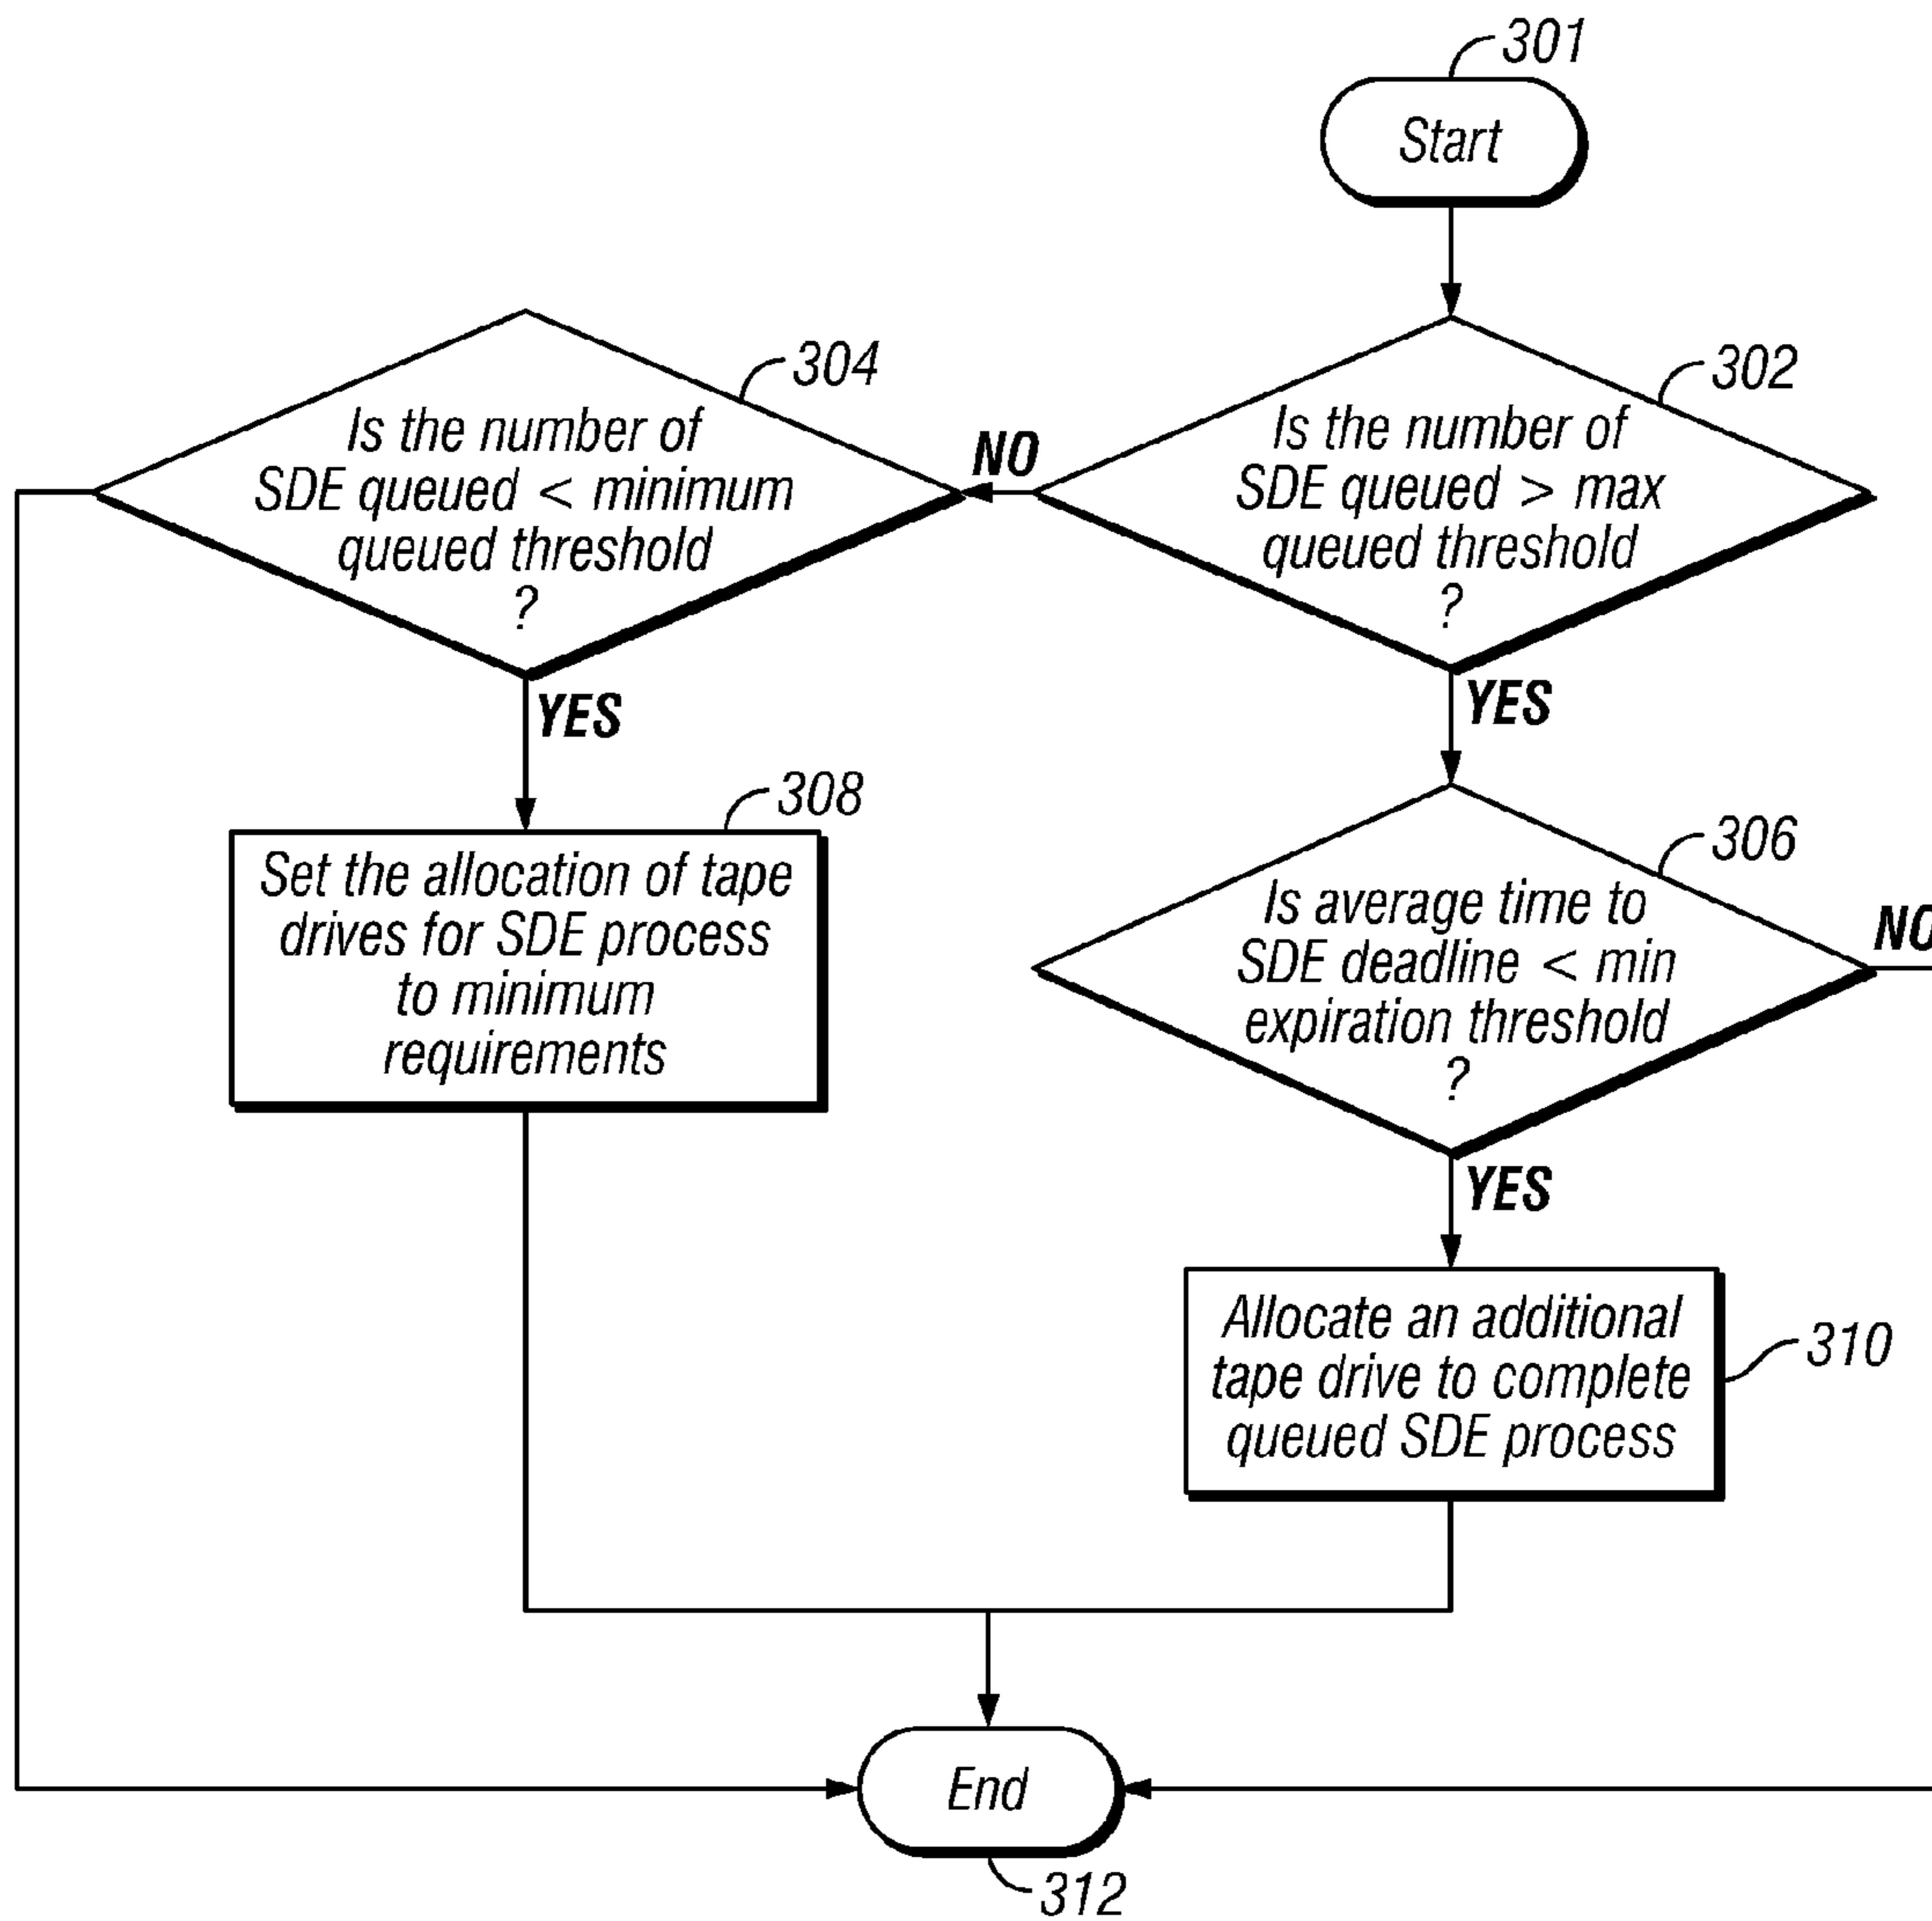 301
Start
304
Is the number of
SDE queued < minimum
queued threshold
?
NO
302
Is the number of
SDE queued > max
queued threshold
?
YES
YES
308
Set the allocation of tape
drives for SDE process
to minimum
requirements
306
Is average time to
SDE deadline < min
expiration threshold
?
NO
YES
Allocate an additional
tape drive to complete
queued SDE process
310
End
312